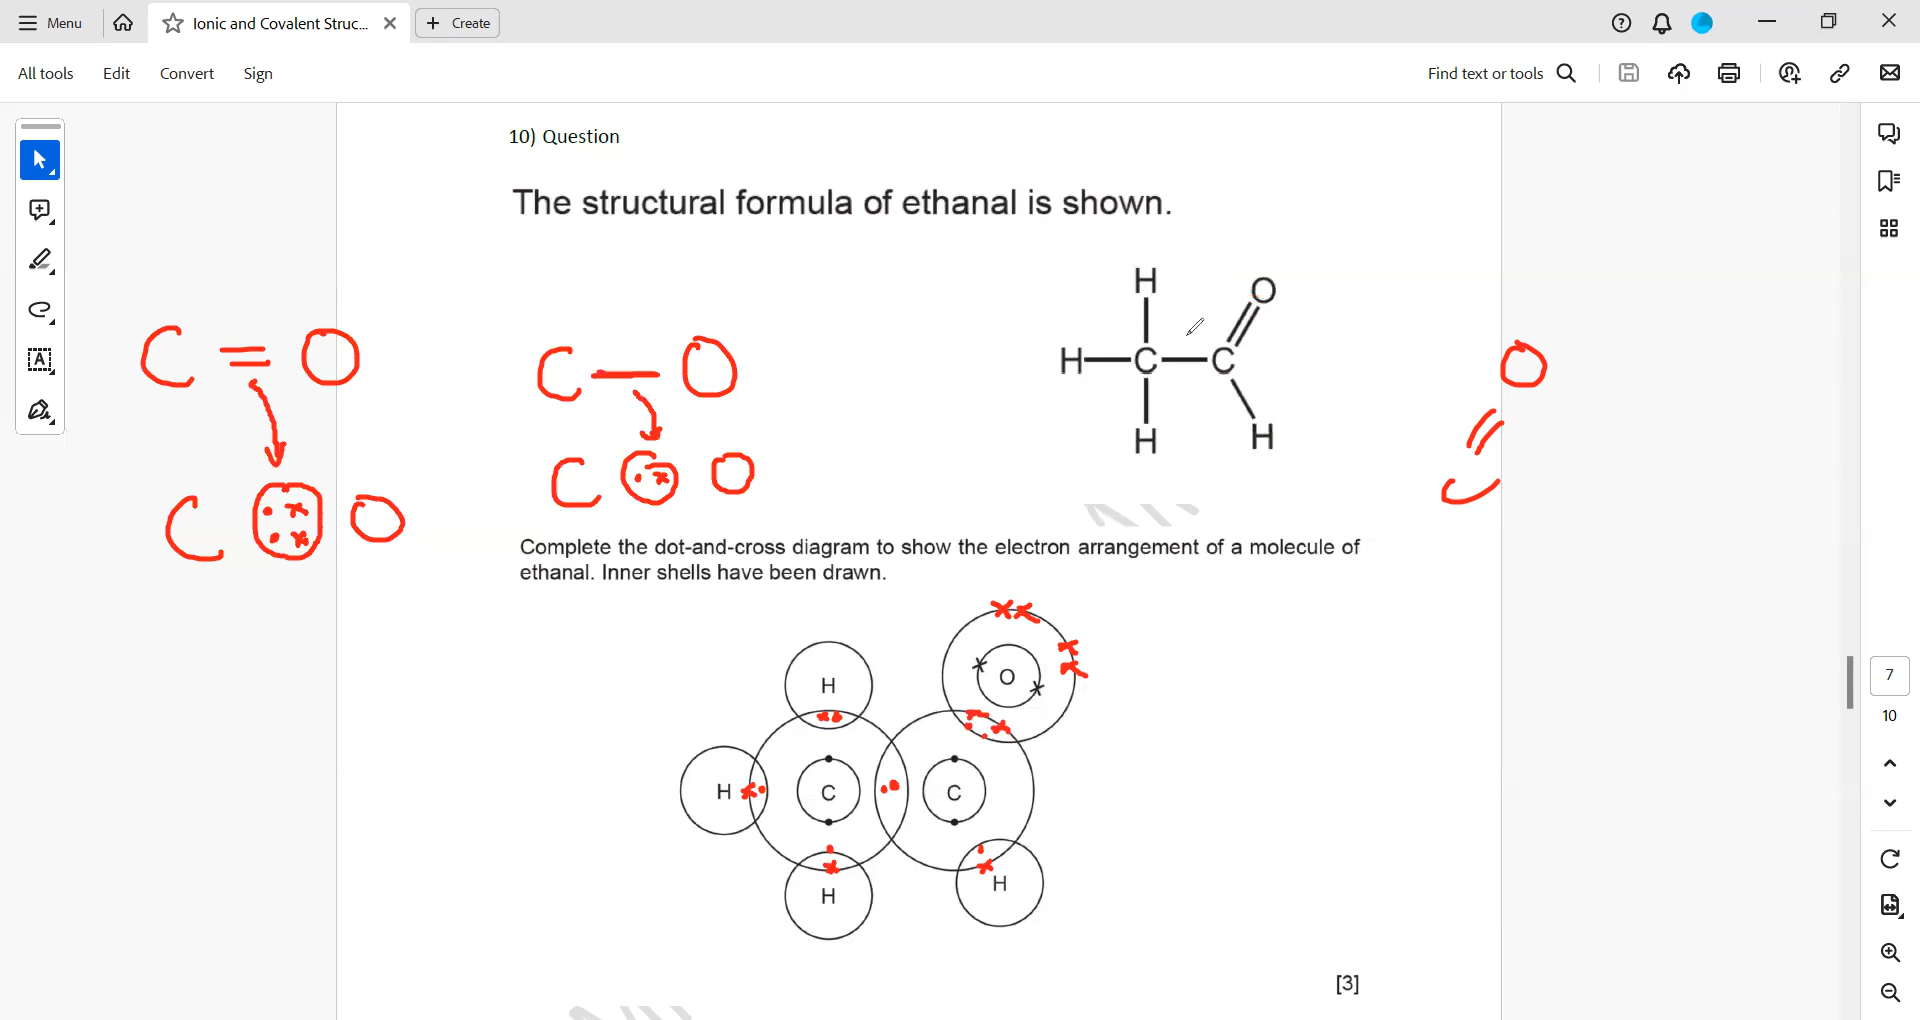 Menu
Ionic and Covalent Struc...
Create
All tools
Edit
Convert
Sign
Find text or tools
10) Question
The structural formula of ethanal is shown.
H
O
H C C
H H
C = O
C O
C — O
C O
O
Complete the dot-and-cross diagram to show the electron arrangement of a molecule of
ethanal. Inner shells have been drawn.
O
H
H C C
H H
[3]
7
10